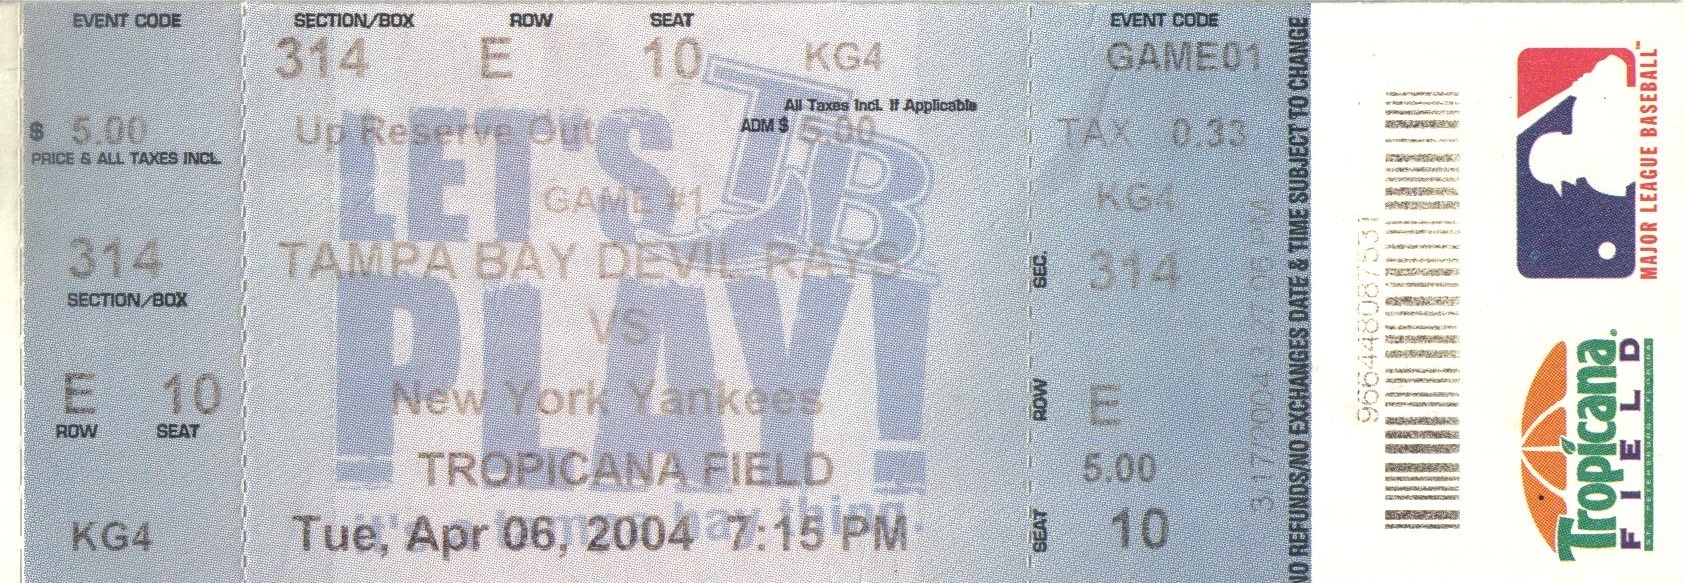 EVENT CODE
$ 5.00
PRICE & ALL TAXES INCL.
314
SECTION/BOX
E 10
ROW SEAT
KG4
SECTION/BOX ROW SEAT
314 E 10 KG4
All Taxes Incl. If Applicable
Up Reserve Out ADM $ 5.00
GAME #1
TAMPA BAY DEVIL RAYS
VS
New York Yankees
TROPICANA FIELD
Tue, Apr 06, 2004 7:15 PM
LET'S
TB
PLAY!
it's a tampa bay thing.
EVENT CODE
GAME01
TAX 0.33
KG4
SEC. 314
ROW E
5.00
SEAT 10
3/17/2004 3:27:06 PM
NO REFUNDS/NO EXCHANGES DATE & TIME SUBJECT TO CHANGE
MAJOR LEAGUE BASEBALL™
Tropicana®
FIELD